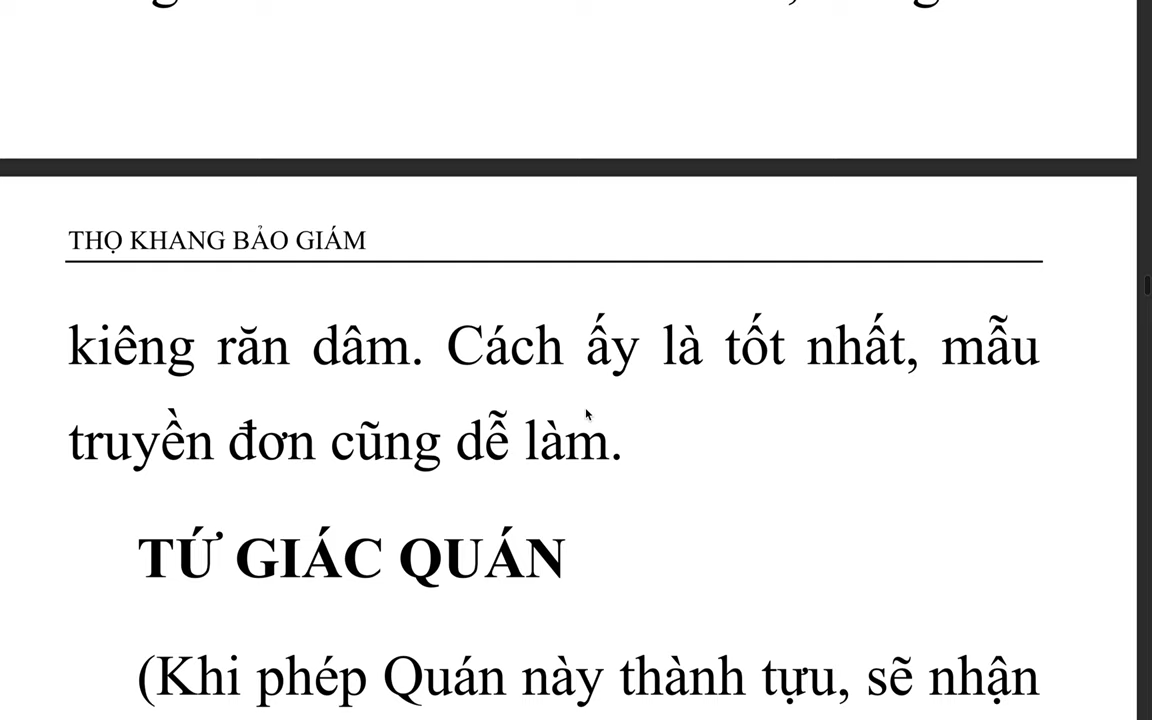 THỌ KHANG BẢO GIÁM
kiêng răn dâm. Cách ấy là tốt nhất, mẫu
truyền đơn cũng dễ làm.
TỨ GIÁC QUÁN
(Khi phép Quán này thành tựu, sẽ nhận